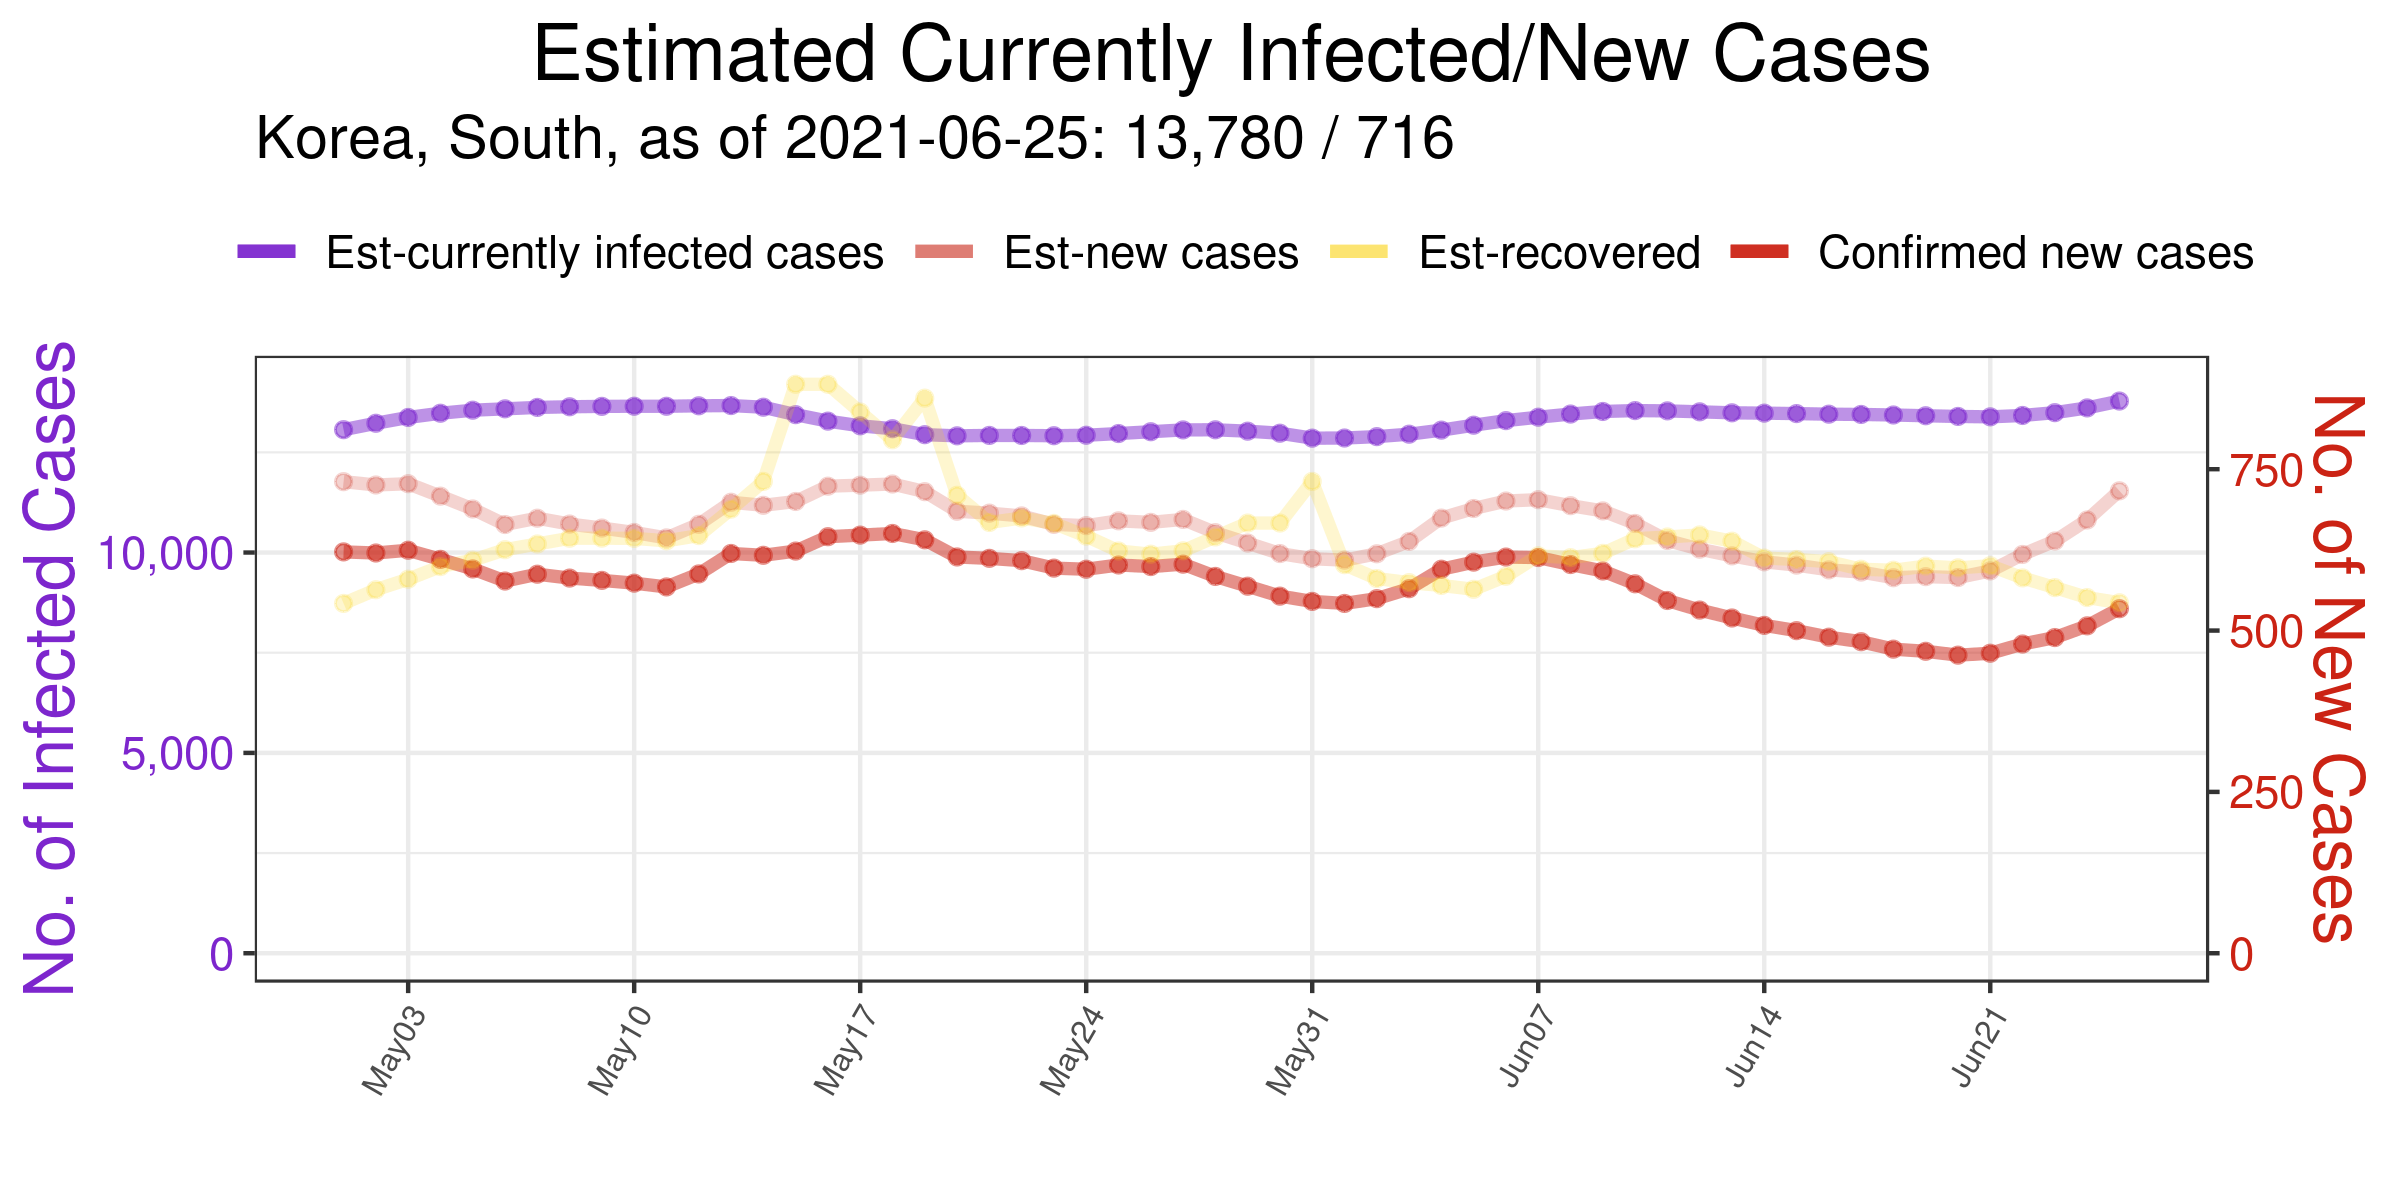 Estimated Currently Infected/New Cases
Korea, South, as of 2021-06-25: 13,780 / 716
Est-currently infected cases Est-new cases Est-recovered Confirmed new cases
No. of Infected Cases
10,000
5,000
0
No. of New Cases
750
500
250
0
May03 May10 May17 May24 May31 Jun07 Jun14 Jun21